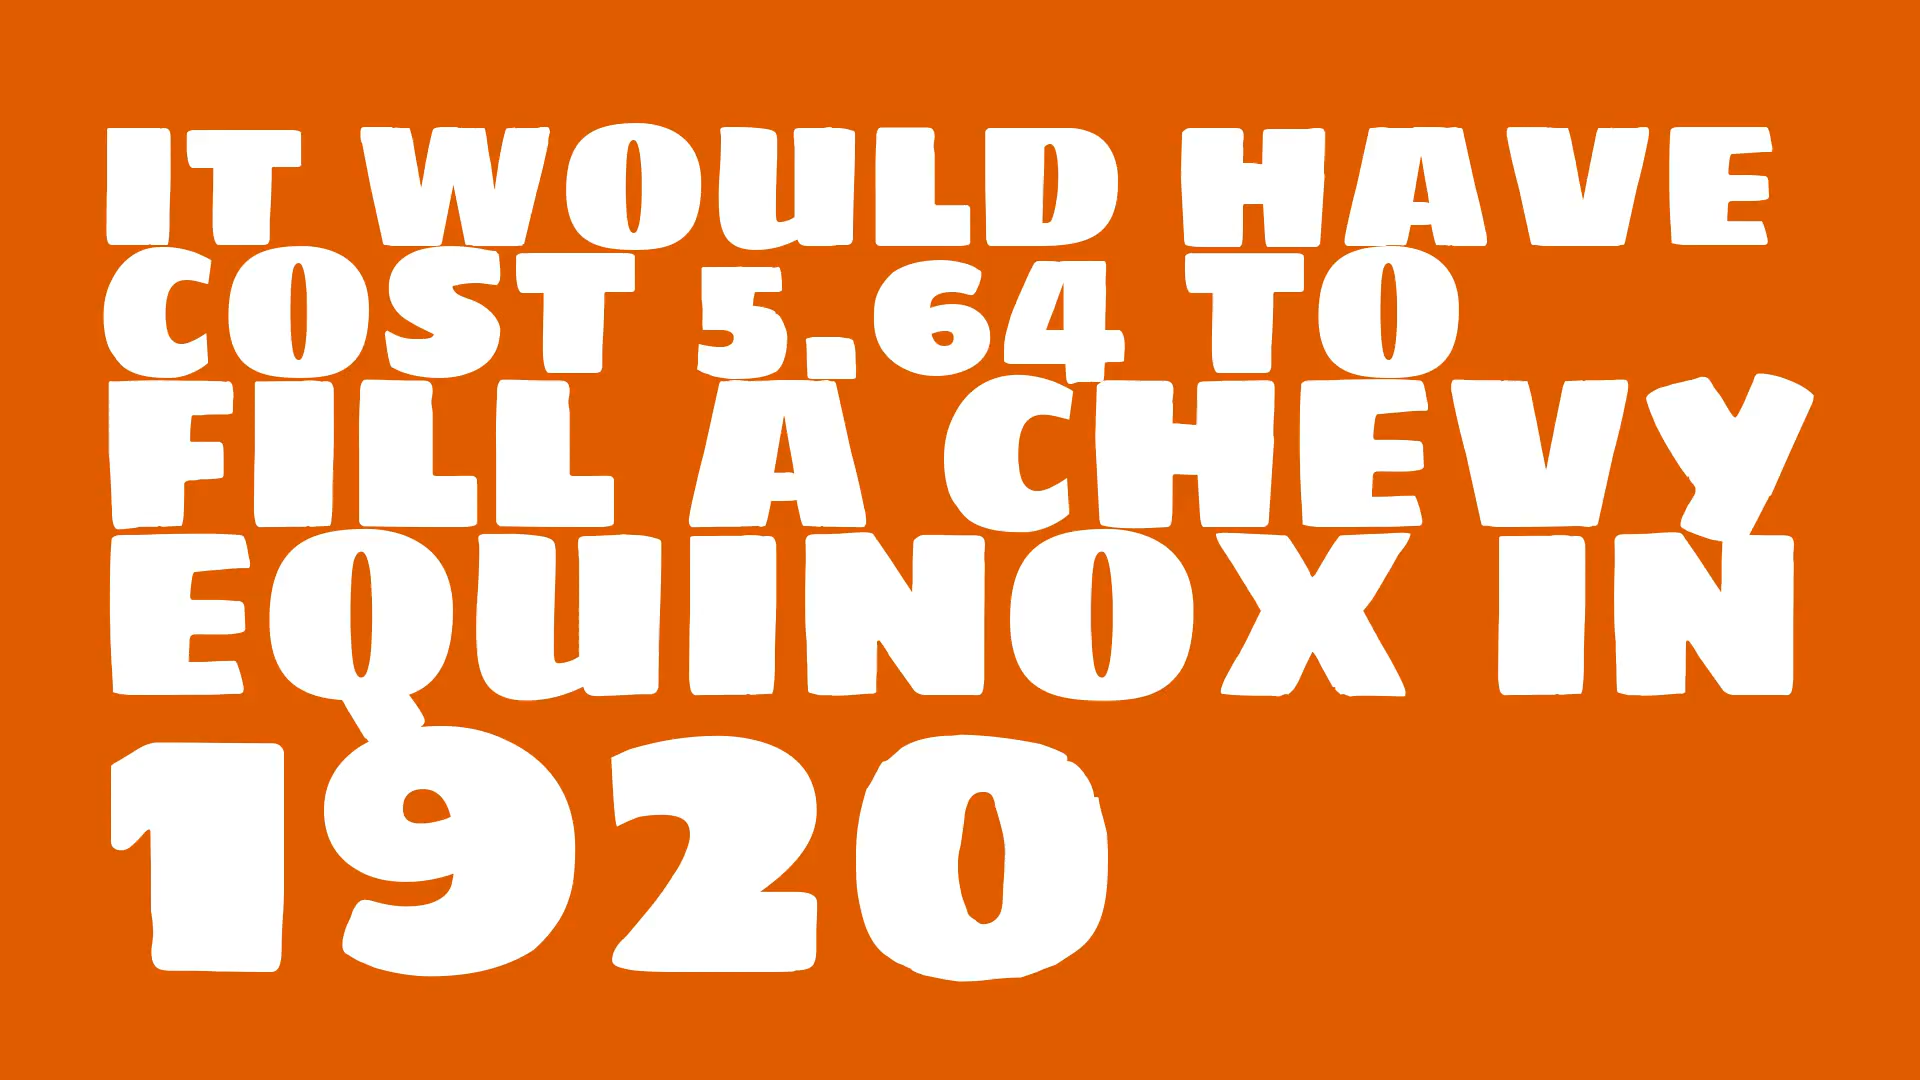 IT WOULD HAVE
COST 5.64 TO
FILL A CHEVY
EQUINOX IN
1920